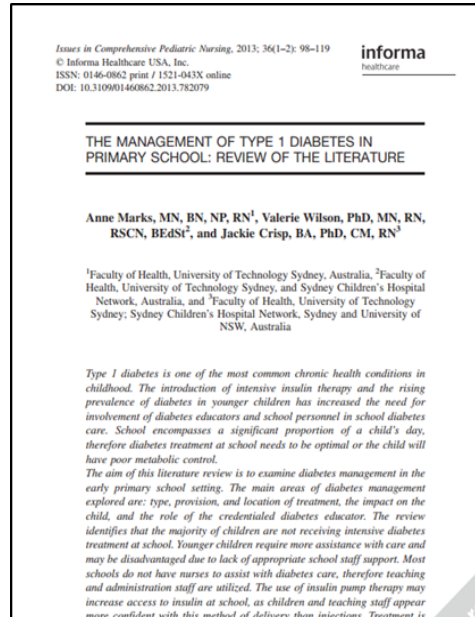 Issues in Comprehensive Pediatric Nursing, 2013; 36(1–2): 98–119
© Informa Healthcare USA, Inc.
ISSN: 0146-0862 print / 1521-043X online
DOI: 10.3109/01460862.2013.782079
informa
healthcare
THE MANAGEMENT OF TYPE 1 DIABETES IN
PRIMARY SCHOOL: REVIEW OF THE LITERATURE
Anne Marks, MN, BN, NP, RN1, Valerie Wilson, PhD, MN, RN,
RSCN, BEdSt2, and Jackie Crisp, BA, PhD, CM, RN3
1Faculty of Health, University of Technology Sydney, Australia, 2Faculty of
Health, University of Technology Sydney, and Sydney Children's Hospital
Network, Australia, and 3Faculty of Health, University of Technology
Sydney; Sydney Children's Hospital Network, Sydney and University of
NSW, Australia
Type 1 diabetes is one of the most common chronic health conditions in
childhood. The introduction of intensive insulin therapy and the rising
prevalence of diabetes in younger children has increased the need for
involvement of diabetes educators and school personnel in school diabetes
care. School encompasses a significant proportion of a child's day,
therefore diabetes treatment at school needs to be optimal or the child will
have poor metabolic control.
The aim of this literature review is to examine diabetes management in the
early primary school setting. The main areas of diabetes management
explored are: type, provision, and location of treatment, the impact on the
child, and the role of the credentialed diabetes educator. The review
identifies that the majority of children are not receiving intensive diabetes
treatment at school. Younger children require more assistance with care and
may be disadvantaged due to lack of appropriate school staff support. Most
schools do not have nurses to assist with diabetes care, therefore teaching
and administration staff are utilized. The use of insulin pump therapy may
increase access to insulin at school, as children and teaching staff appear
more confident with this method of delivery than injections. Treatment is